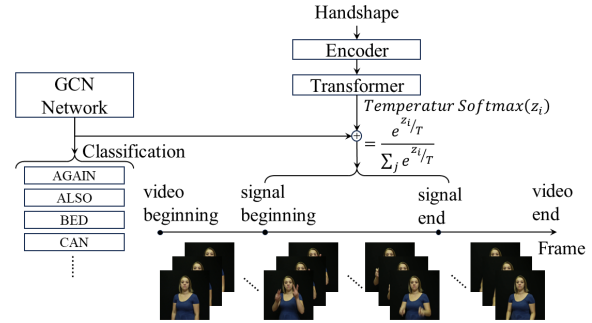 Handshape
Encoder
GCN
Network
Transformer
Temperatur Softmax(z_i)
= e^{z_i/T} / ∑_j e^{z_i/T}
Classification
AGAIN
ALSO
BED
CAN
video
beginning
signal
beginning
signal
end
video
end
Frame